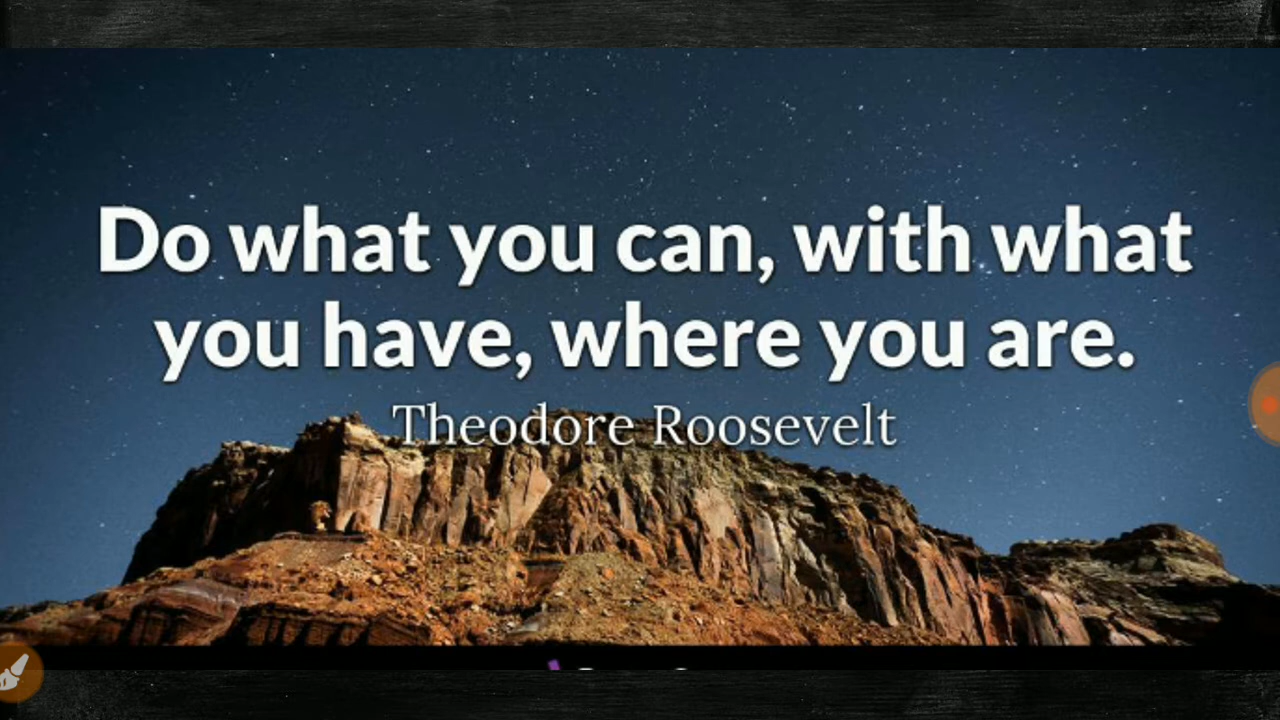 Do what you can, with what
you have, where you are.
Theodore Roosevelt